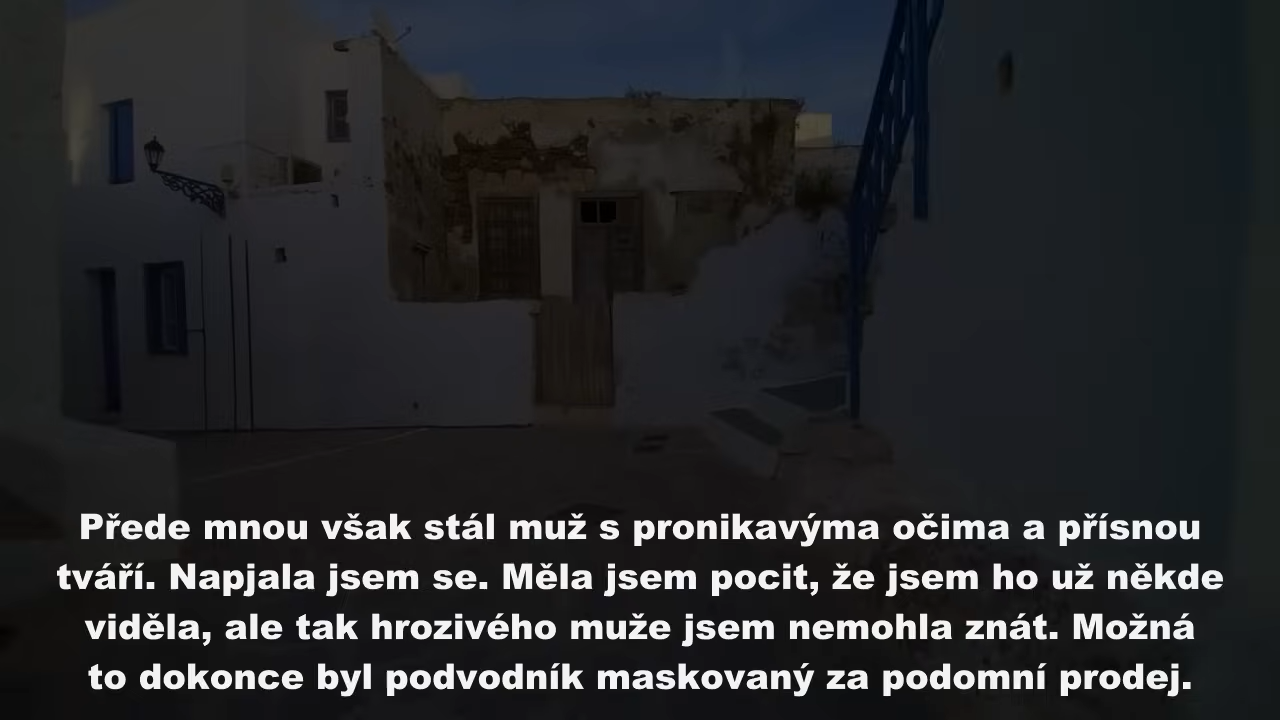 Přede mnou však stál muž s pronikavýma očima a přísnou
tváří. Napjala jsem se. Měla jsem pocit, že jsem ho už někde
viděla, ale tak hrozivého muže jsem nemohla znát. Možná
to dokonce byl podvodník maskovaný za podomní prodej.